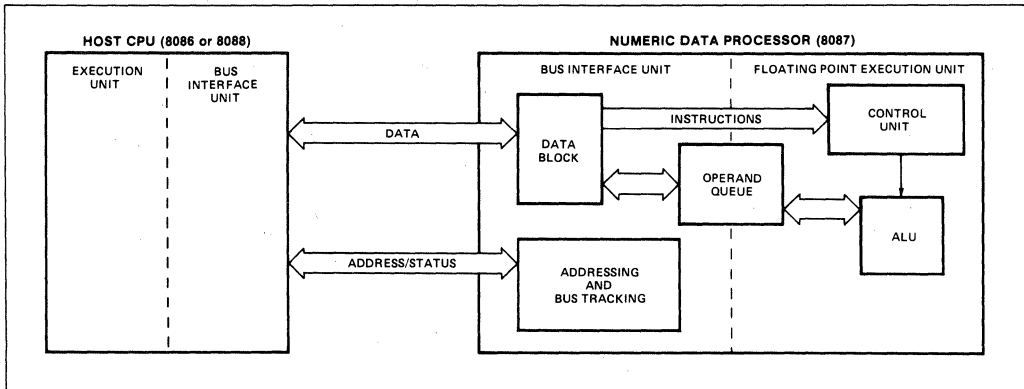 HOST CPU (8086 or 8088)
EXECUTION
UNIT
BUS
INTERFACE
UNIT
DATA
ADDRESS/STATUS
NUMERIC DATA PROCESSOR (8087)
BUS INTERFACE UNIT
FLOATING POINT EXECUTION UNIT
DATA
BLOCK
INSTRUCTIONS
CONTROL
UNIT
OPERAND
QUEUE
ALU
ADDRESSING
AND
BUS TRACKING